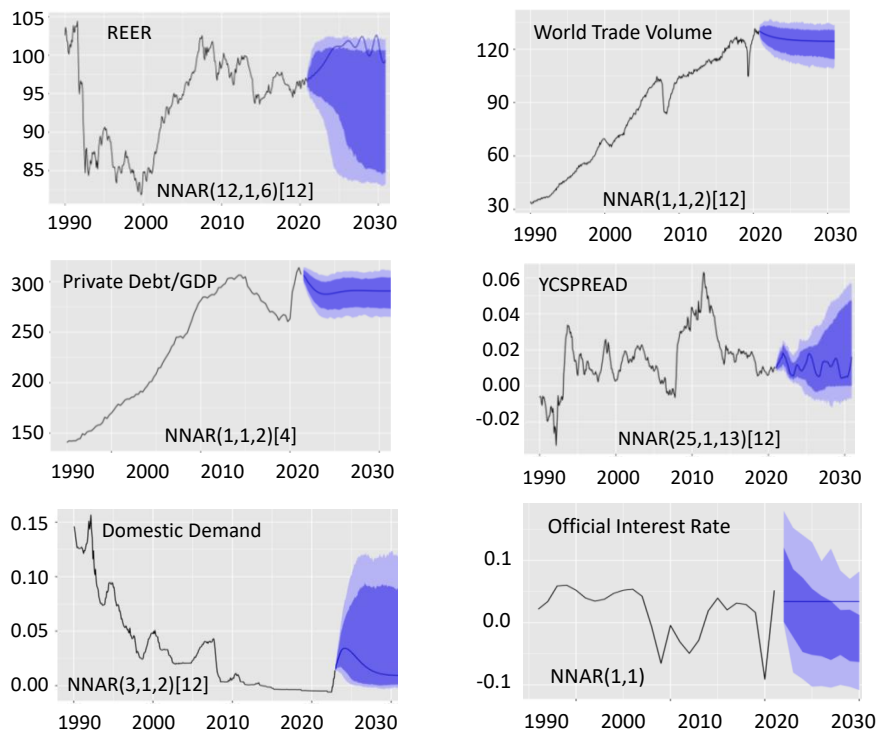 REER
105
100
95
90
85
NNAR(12,1,6)[12]
1990 2000 2010 2020 2030
World Trade Volume
120
90
60
30
NNAR(1,1,2)[12]
1990 2000 2010 2020 2030
Private Debt/GDP
300
250
200
150
NNAR(1,1,2)[4]
1990 2000 2010 2020 2030
YCSPREAD
0.06
0.04
0.02
0.00
-0.02
NNAR(25,1,13)[12]
1990 2000 2010 2020 2030
Domestic Demand
0.15
0.10
0.05
0.00
NNAR(3,1,2)[12]
1990 2000 2010 2020 2030
Official Interest Rate
0.1
0.0
-0.1
NNAR(1,1)
1990 2000 2010 2020 2030